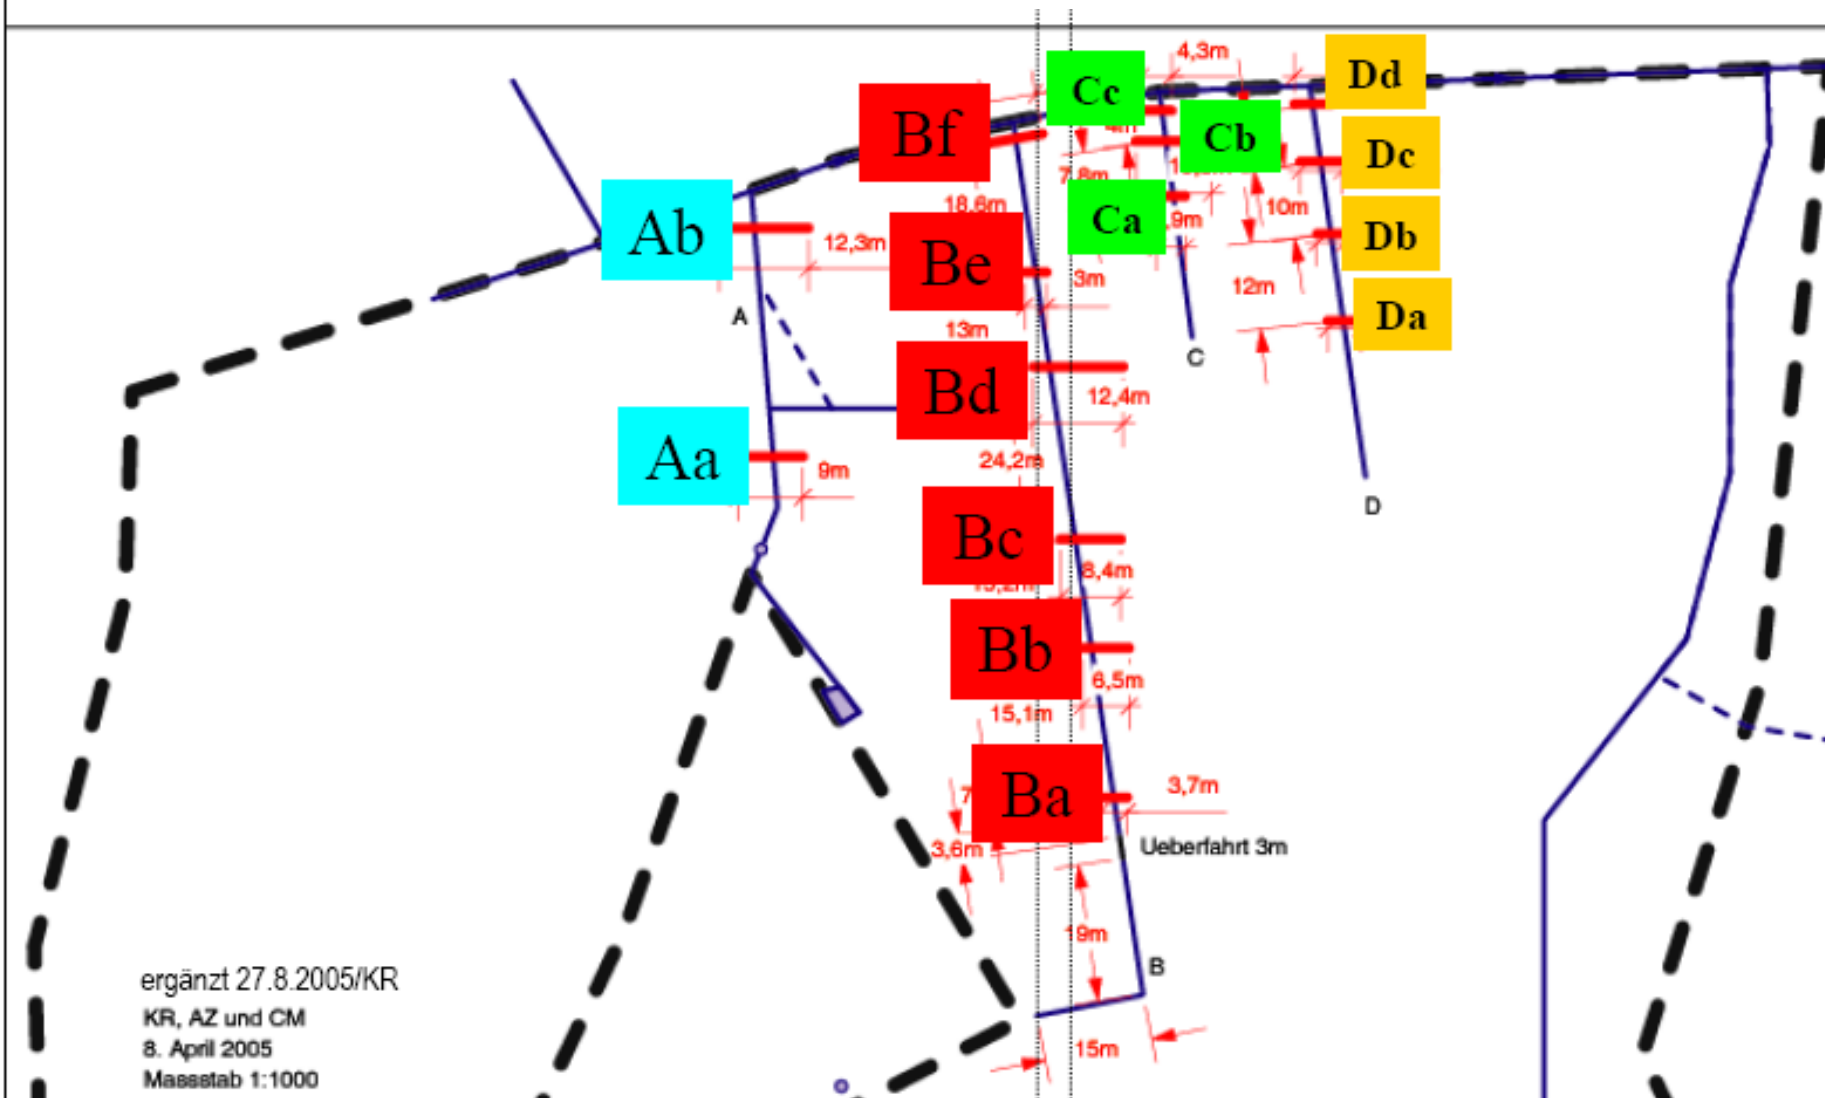 4,3m
Cc
Dd
Bf
4m
Cb
Dc
7,8m
18,6m
Ab
12,3m
Ca
9m
10m
Db
Be
3m
12m
A
13m
Da
C
Bd
12,4m
Aa
9m
24,2m
D
Bc
8,4m
Bb
6,5m
15,1m
Ba
3,7m
3,6m
Ueberfahrt 3m
19m
B
ergänzt 27.8.2005/KR
KR, AZ und CM
8. April 2005
15m
Massstab 1:1000